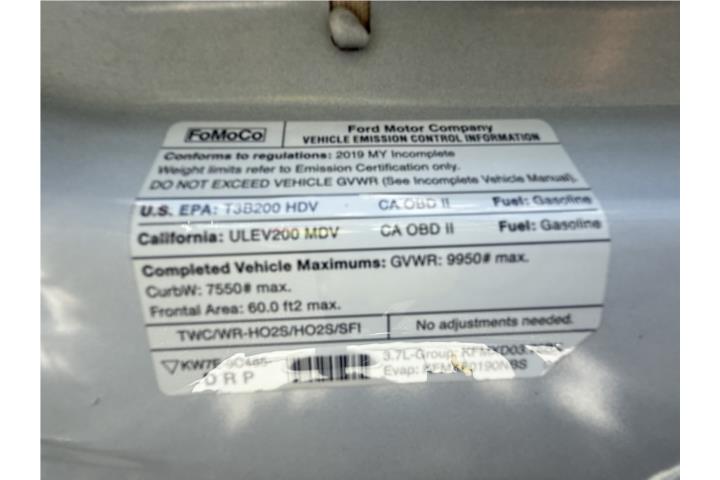 FoMoCo
Ford Motor Company
VEHICLE EMISSION CONTROL INFORMATION
Conforms to regulations: 2019 MY Incomplete
Weight limits refer to Emission Certification only.
DO NOT EXCEED VEHICLE GVWR (See Incomplete Vehicle Manual).
U.S. EPA: T3B200 HDV CA OBD II Fuel: Gasoline
California: ULEV200 MDV CA OBD II Fuel: Gasoline
Completed Vehicle Maximums: GVWR: 9950# max.
CurbW: 7550# max.
Frontal Area: 60.0 ft2 max.
TWC/WR-HO2S/HO2S/SFI No adjustments needed.
3.7L-Group:
DRP Evap: